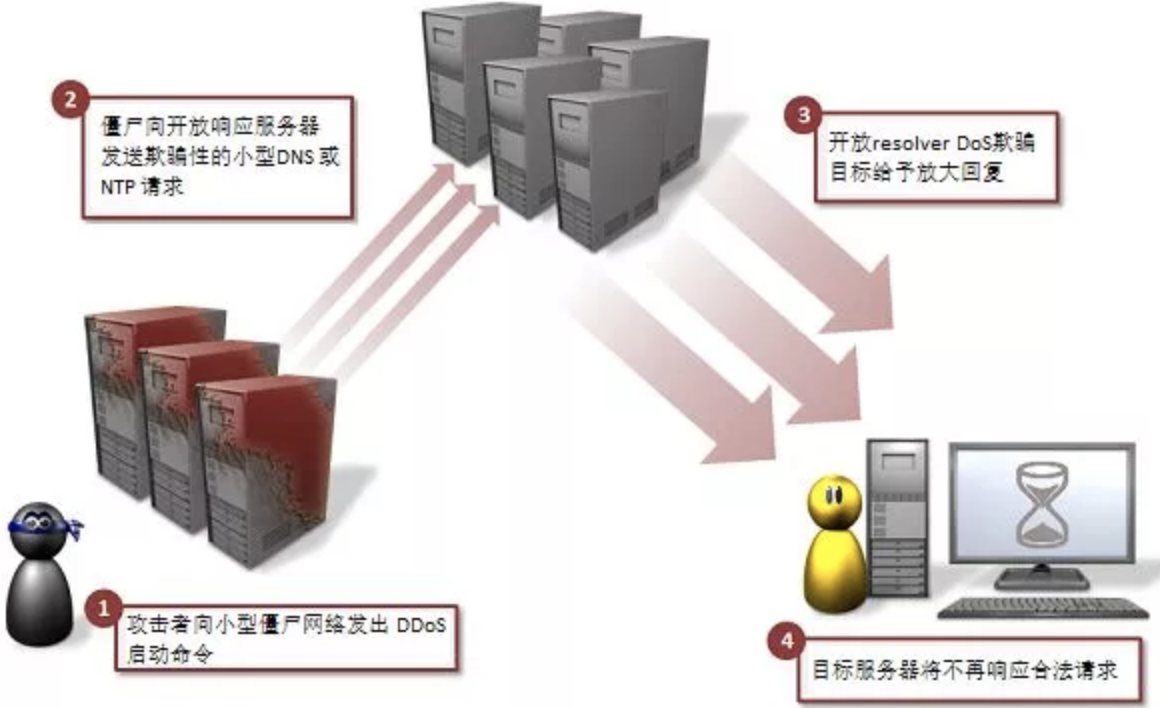 1
攻击者向小型僵尸网络发出 DDoS
启动命令
2
僵尸向开放响应服务器
发送欺骗性的小型DNS 或
NTP 请求
3
开放resolver DoS欺骗
目标给予放大回复
4
目标服务器将不再响应合法请求